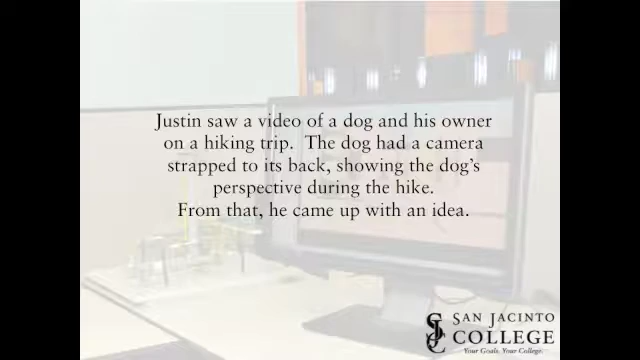 Justin saw a video of a dog and his owner
on a hiking trip.  The dog had a camera
strapped to its back, showing the dog's
perspective during the hike.
From that, he came up with an idea.
SAN JACINTO
COLLEGE
Your Goals. Your College.